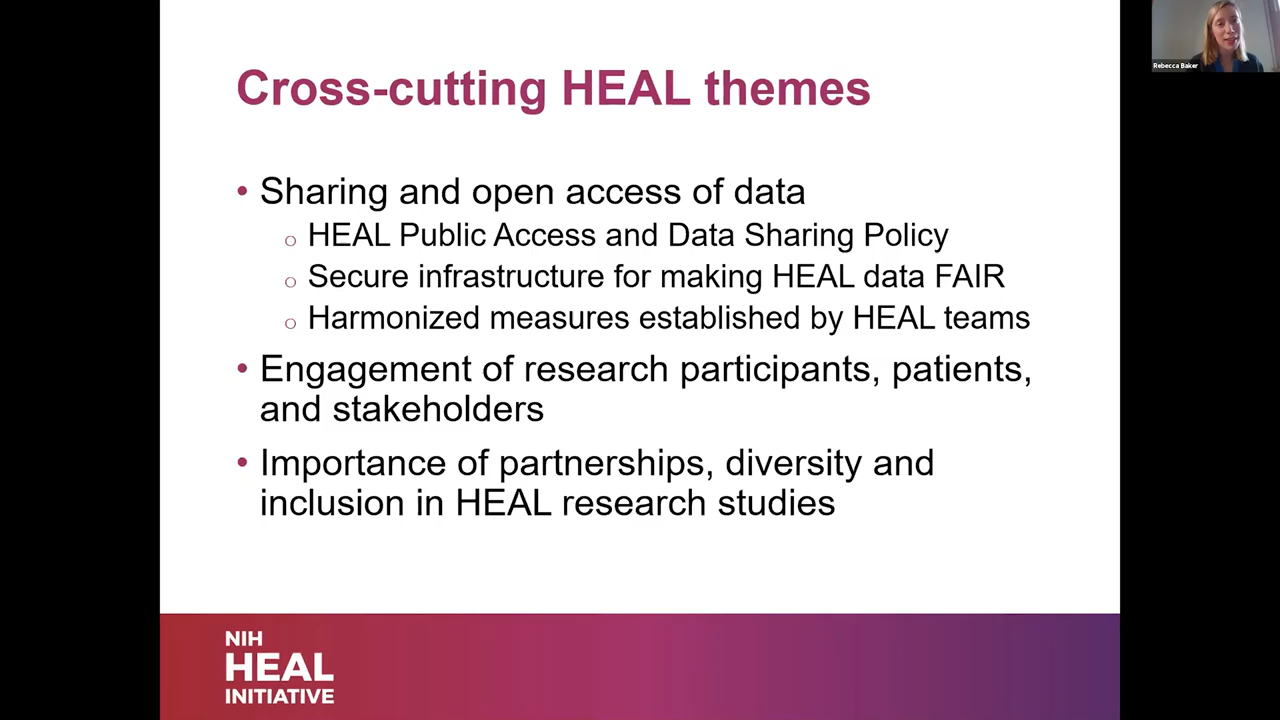 Cross-cutting HEAL themes
• Sharing and open access of data
○ HEAL Public Access and Data Sharing Policy
○ Secure infrastructure for making HEAL data FAIR
○ Harmonized measures established by HEAL teams
• Engagement of research participants, patients,
and stakeholders
• Importance of partnerships, diversity and
inclusion in HEAL research studies
NIH
HEAL
INITIATIVE
Rebecca Baker